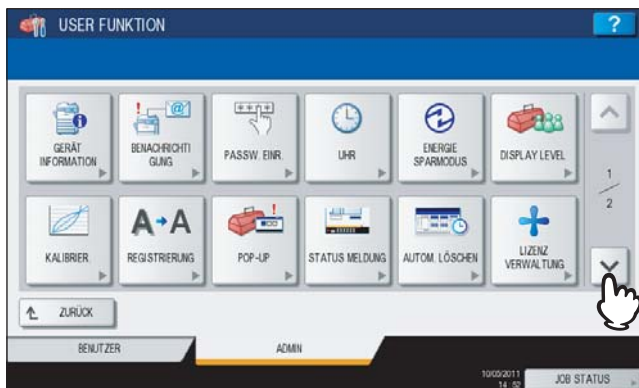 USER FUNKTION
?
GERÄT
INFORMATION
@
BENACHRICHTI
GUNG
PASSW. EINR.
UHR
ENERGIE
SPARMODUS
DISPLAY LEVEL
1
2
KALIBRIER.
A A
REGISTRIERUNG
POP-UP
STATUS MELDUNG
AUTOM. LÖSCHEN
LIZENZ
VERWALTUNG
ZURÜCK
BENUTZER
ADMIN
10/05/2011
14 : 52
JOB STATUS